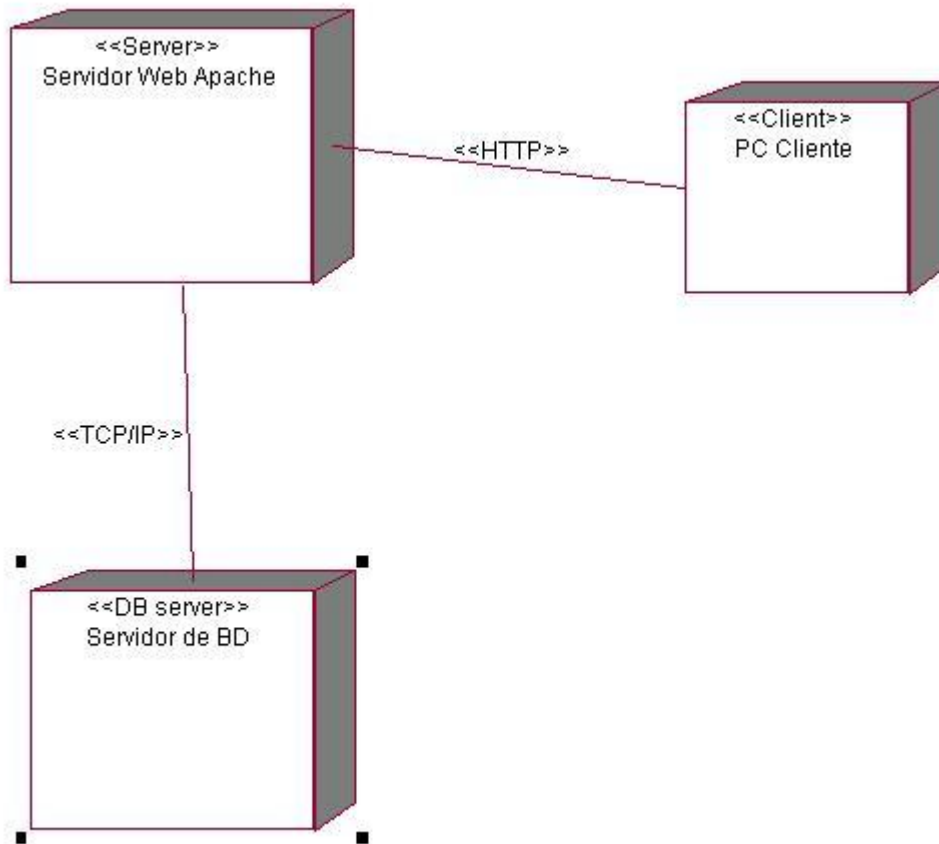 <<Server>>
Servidor Web Apache
<<Client>>
PC Cliente
<<HTTP>>
<<TCP/IP>>
<<DB server>>
Servidor de BD